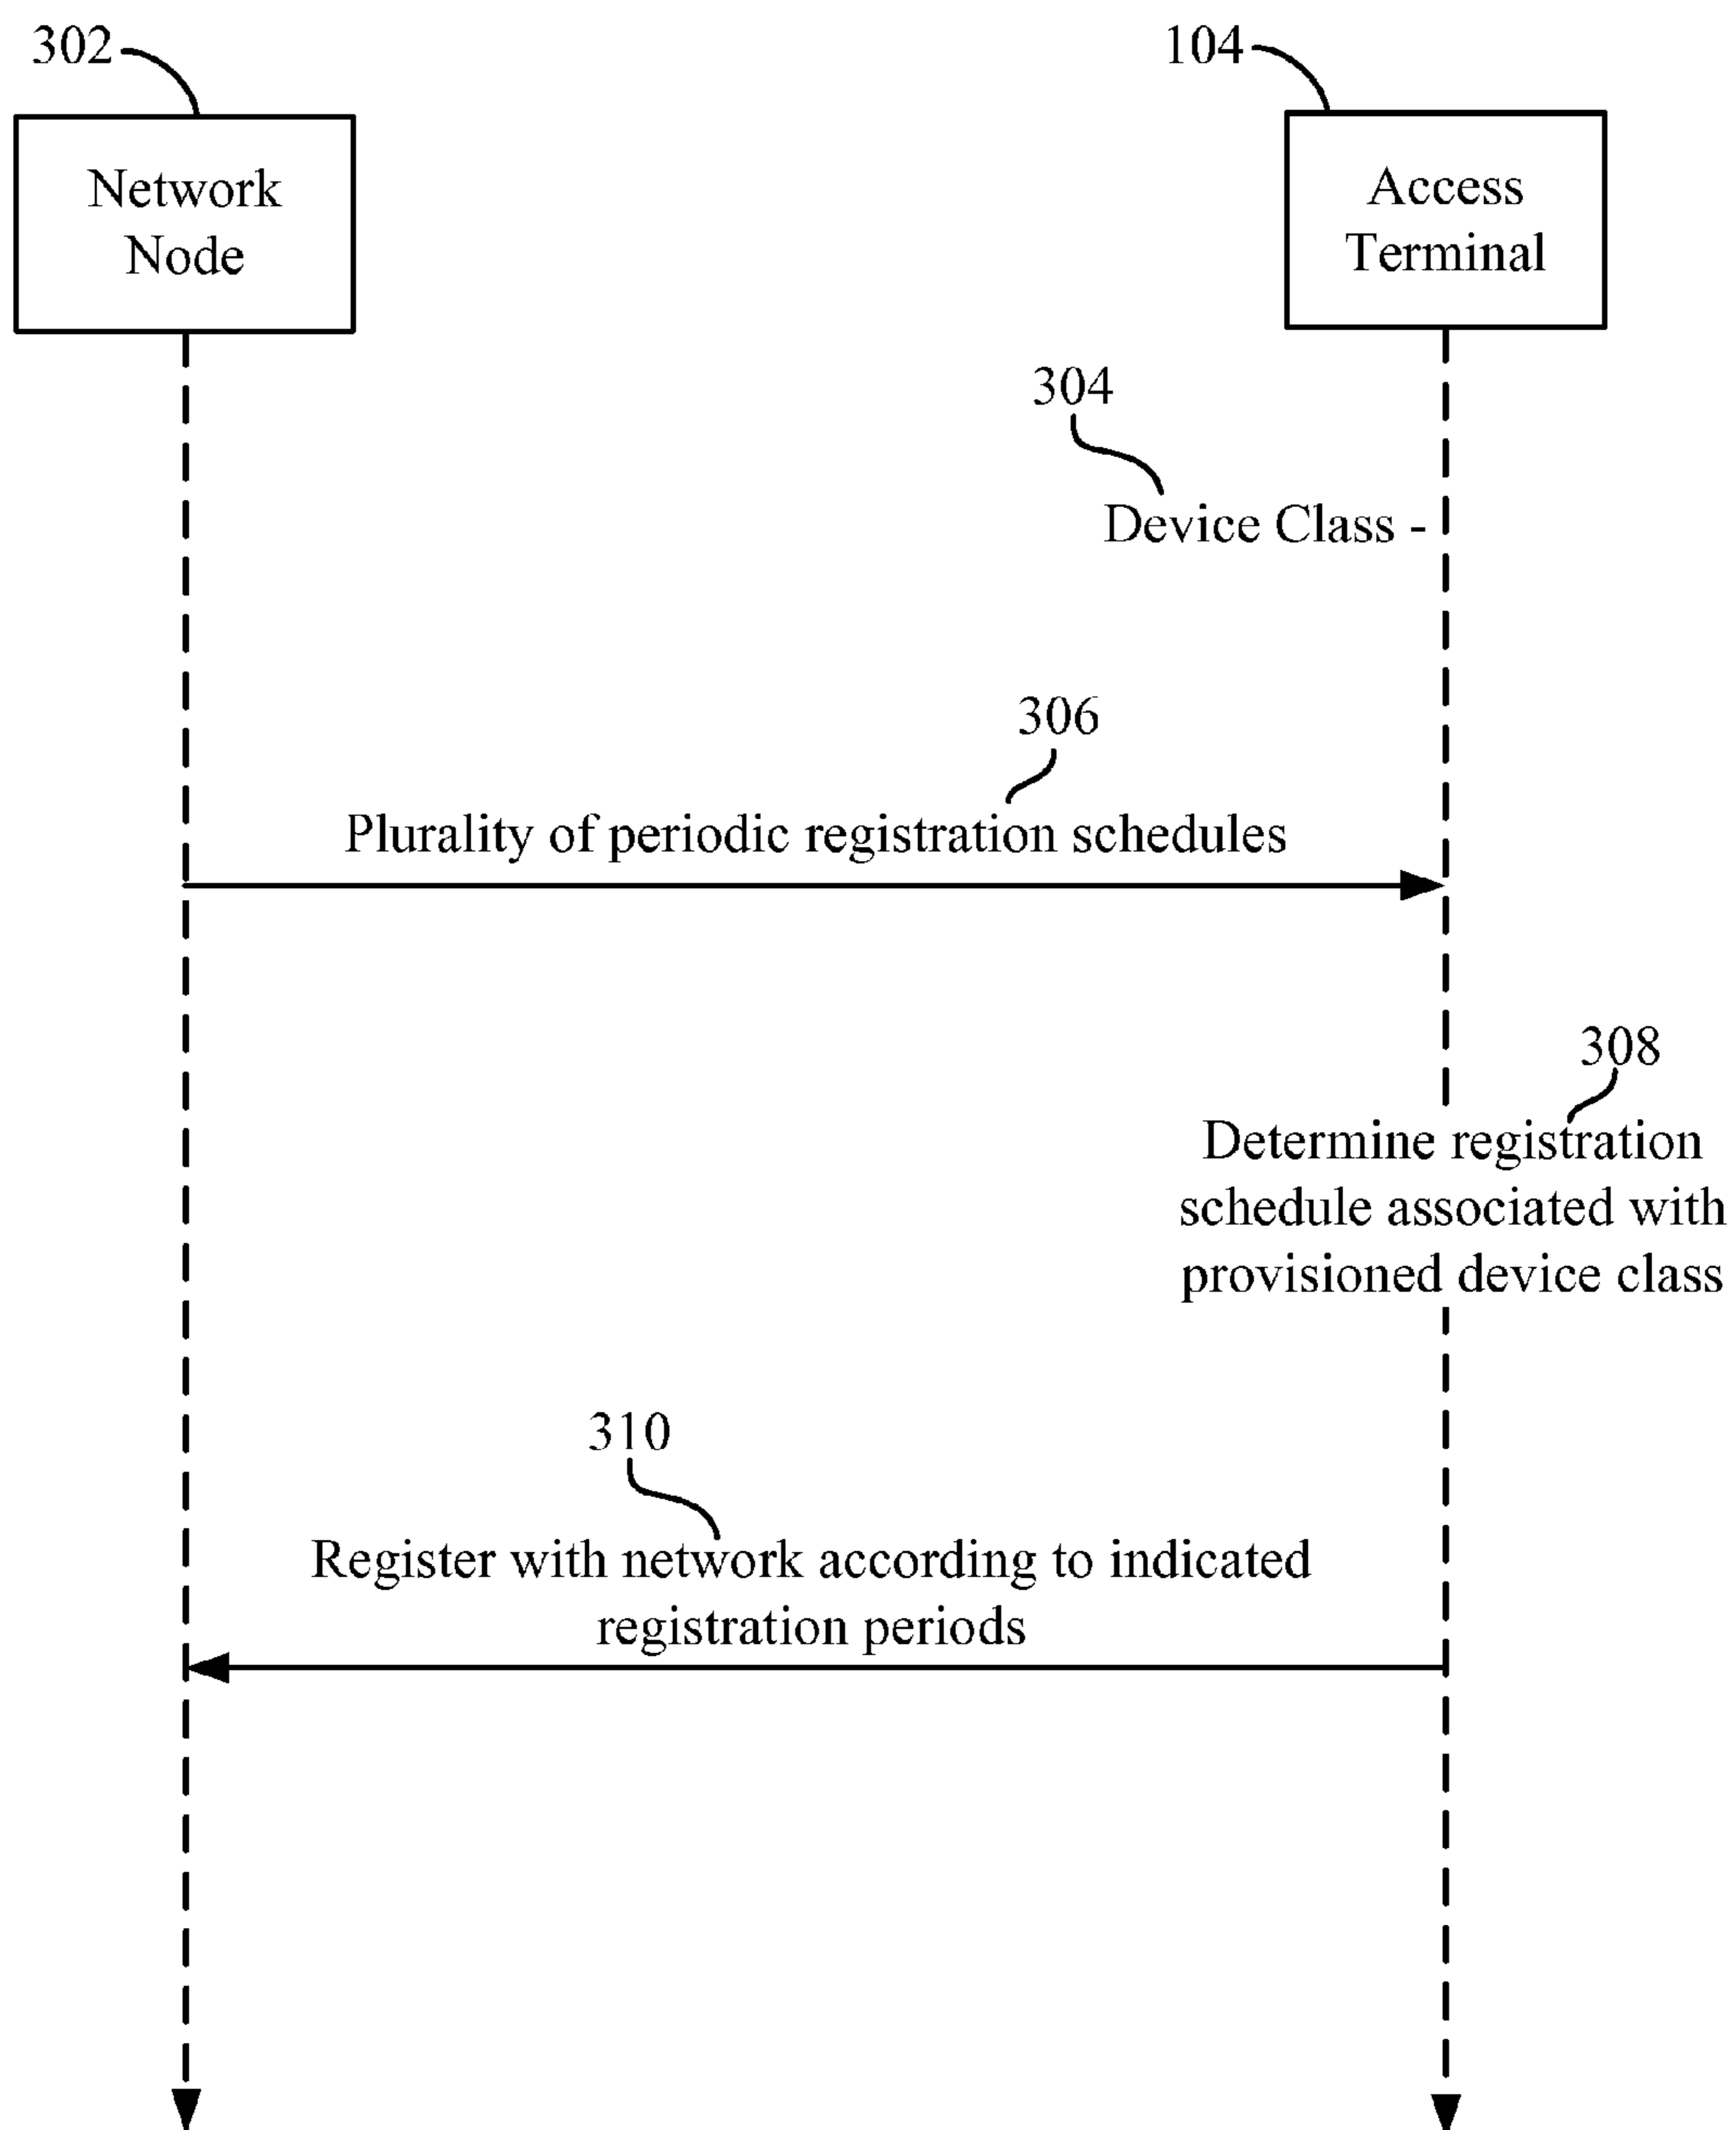 302
104
Network
Node
Access
Terminal
304
Device Class -
306
Plurality of periodic registration schedules
308
Determine registration
schedule associated with
provisioned device class
310
Register with network according to indicated
registration periods